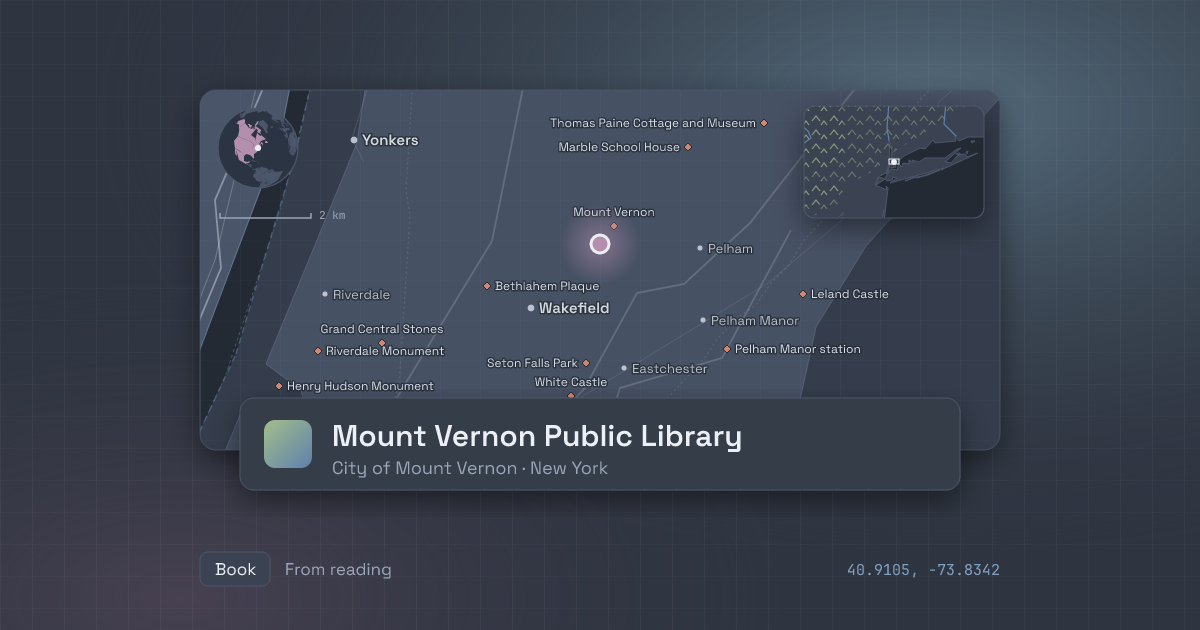 Thomas Paine Cottage and Museum
Yonkers
Marble School House
Mount Vernon
2 km
Pelham
Bethlahem Plaque
Riverdale
Leland Castle
Wakefield
Pelham Manor
Grand Central Stones
Riverdale Monument
Pelham Manor station
Seton Falls Park
Eastchester
White Castle
Henry Hudson Monument
Mount Vernon Public Library
City of Mount Vernon · New York
Book
From reading
40.9105, -73.8342